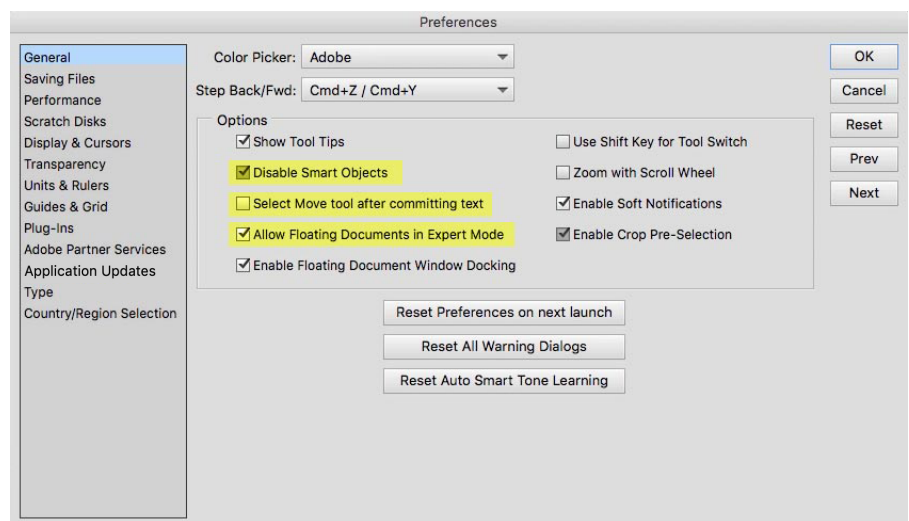 Preferences
General
Saving Files
Performance
Scratch Disks
Display & Cursors
Transparency
Units & Rulers
Guides & Grid
Plug-Ins
Adobe Partner Services
Application Updates
Type
Country/Region Selection
Color Picker: Adobe
Step Back/Fwd: Cmd+Z / Cmd+Y
Options
Show Tool Tips
Disable Smart Objects
Select Move tool after committing text
Allow Floating Documents in Expert Mode
Enable Floating Document Window Docking
Use Shift Key for Tool Switch
Zoom with Scroll Wheel
Enable Soft Notifications
Enable Crop Pre-Selection
Reset Preferences on next launch
Reset All Warning Dialogs
Reset Auto Smart Tone Learning
OK
Cancel
Reset
Prev
Next